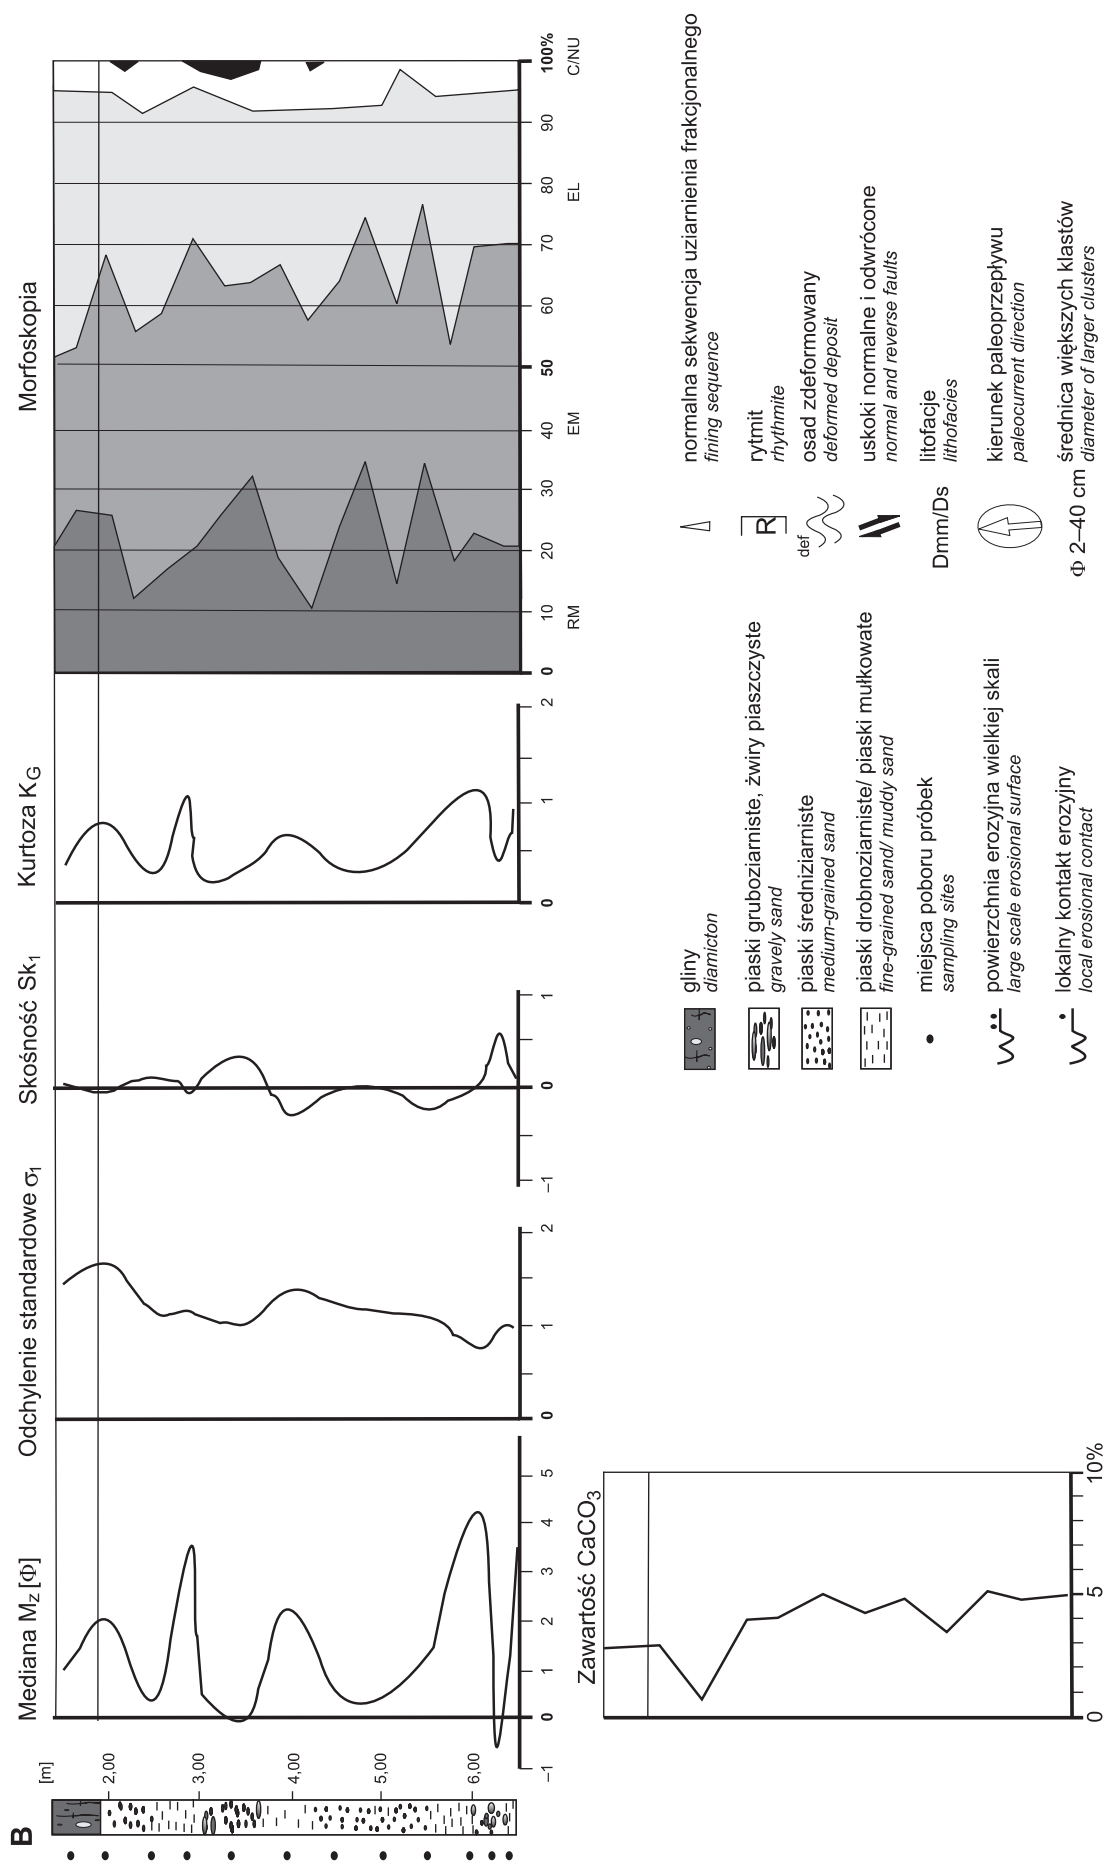 B
[m]
2,00
3,00
4,00
5,00
6,00
Mediana Mz [Φ]
–1
0
1
2
3
4
5
Odchylenie standardowe σ1
0
1
2
Skośność Sk1
–1
0
1
Kurtoza KG
0
1
2
Morfoskopia
0
10
20
30
40
50
60
70
80
90
100%
RM
EM
EL
C/NU
Zawartość CaCO3
0
5
10%
gliny
diamicton
piaski gruboziarniste, żwiry piaszczyste
gravely sand
piaski średniziarniste
medium-grained sand
piaski drobnoziarniste/ piaski mułkowate
fine-grained sand/ muddy sand
miejsca poboru próbek
sampling sites
powierzchnia erozyjna wielkiej skali
large scale erosional surface
lokalny kontakt erozyjny
local erosional contact
normalna sekwencja uziarnienia frakcjonalnego
fining sequence
R
rytmit
rhythmite
def
osad zdeformowany
deformed deposit
uskoki normalne i odwrócone
normal and reverse faults
Dmm/Ds
litofacje
lithofacies
kierunek paleoprzepływu
paleocurrent direction
Φ 2–40 cm
średnica większych klastów
diameter of larger clusters